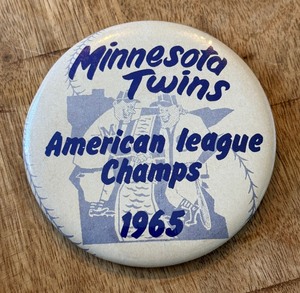 Minnesota
Twins
American league
Champs
1965